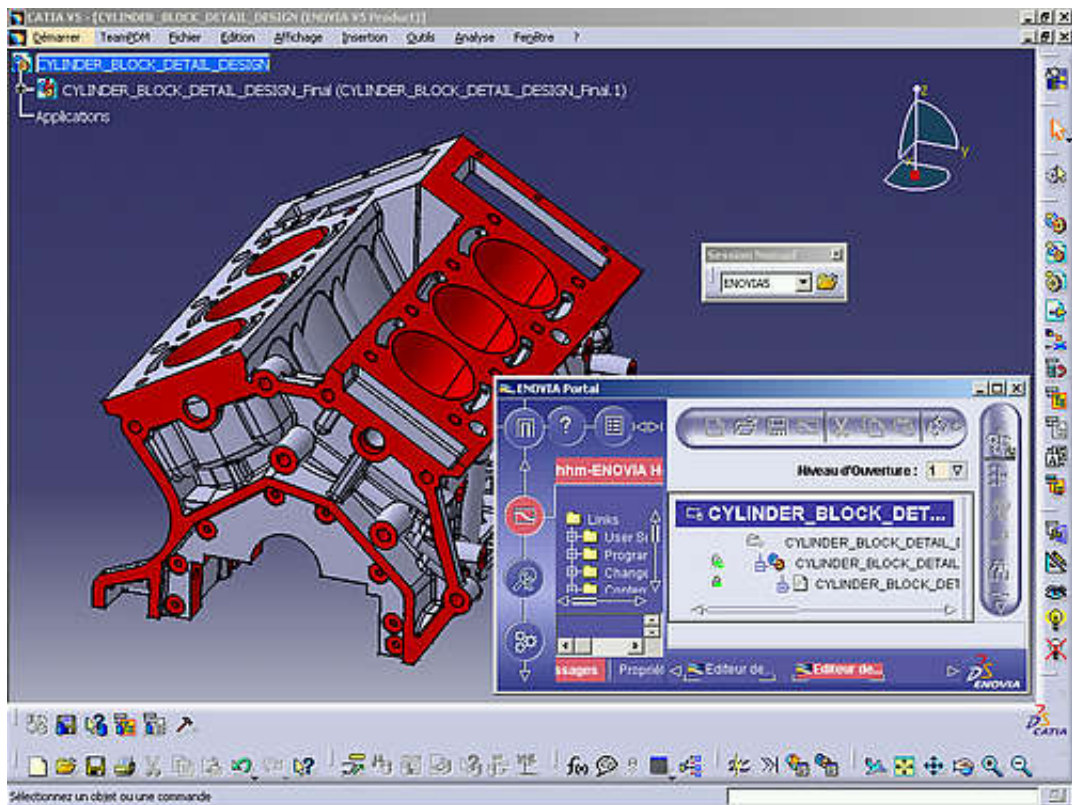 CATIA V5 - [CYLINDER_BLOCK_DETAIL_DESIGN (ENOVIA V5 Product)]
Démarrer TeamPDM Fichier Edition Affichage Insertion Outils Analyse Fenêtre ?
CYLINDER_BLOCK_DETAIL_DESIGN
CYLINDER_BLOCK_DETAIL_DESIGN_Final (CYLINDER_BLOCK_DETAIL_DESIGN_Final.1)
Applications
z
y
Session
ENOVIA5
ENOVIA Portal
hhm-ENOVIA H
Niveau d'Ouverture : 1
Links
User S
Progra
Change
CYLINDER_BLOCK_DET...
CYLINDER_BLOCK_DETAIL_
CYLINDER_BLOCK_DETAIL
CYLINDER_BLOCK_DET
ssages Proprié Editeur de... Editeur de...
ENOVIA
CATIA
f(x)
Sélectionnez un objet ou une commande